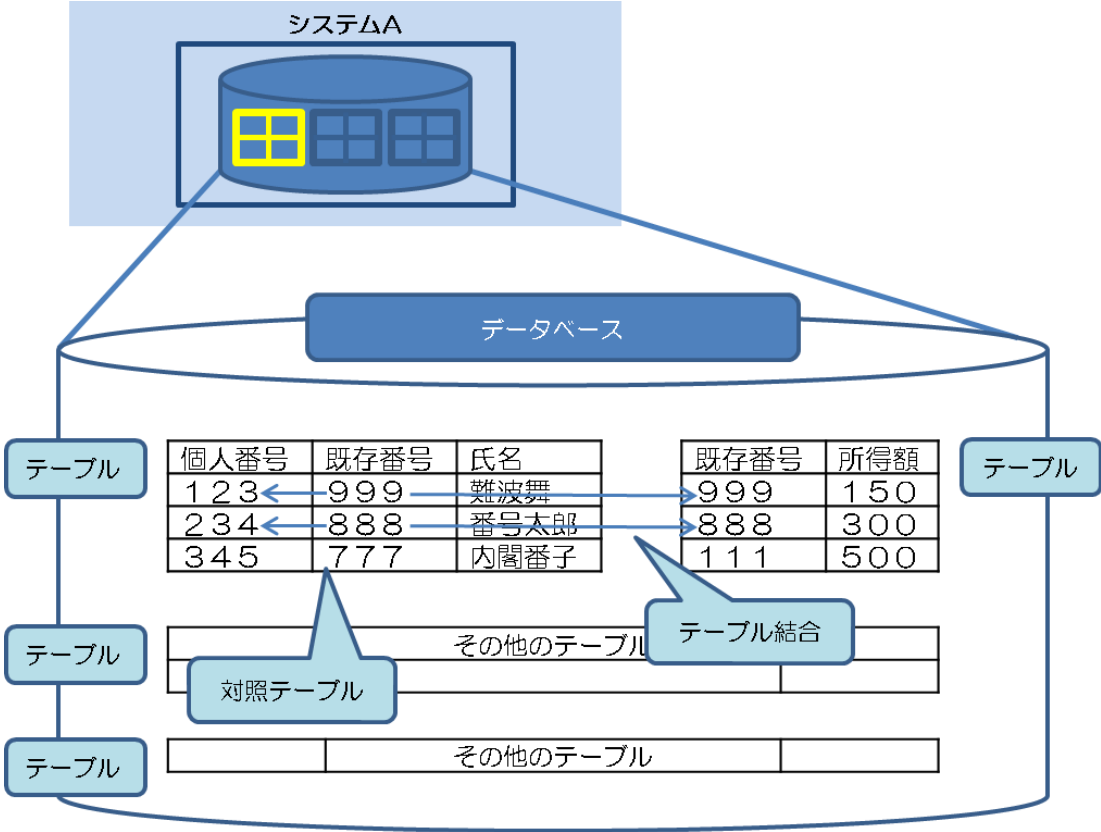 システムA
データベース
テーブル
個人番号 既存番号 氏名
123 999 難波舞
234 888 番号太郎
345 777 内閣番子
既存番号 所得額
999 150
888 300
111 500
テーブル
テーブル結合
テーブル
その他のテーブル
対照テーブル
テーブル
その他のテーブル